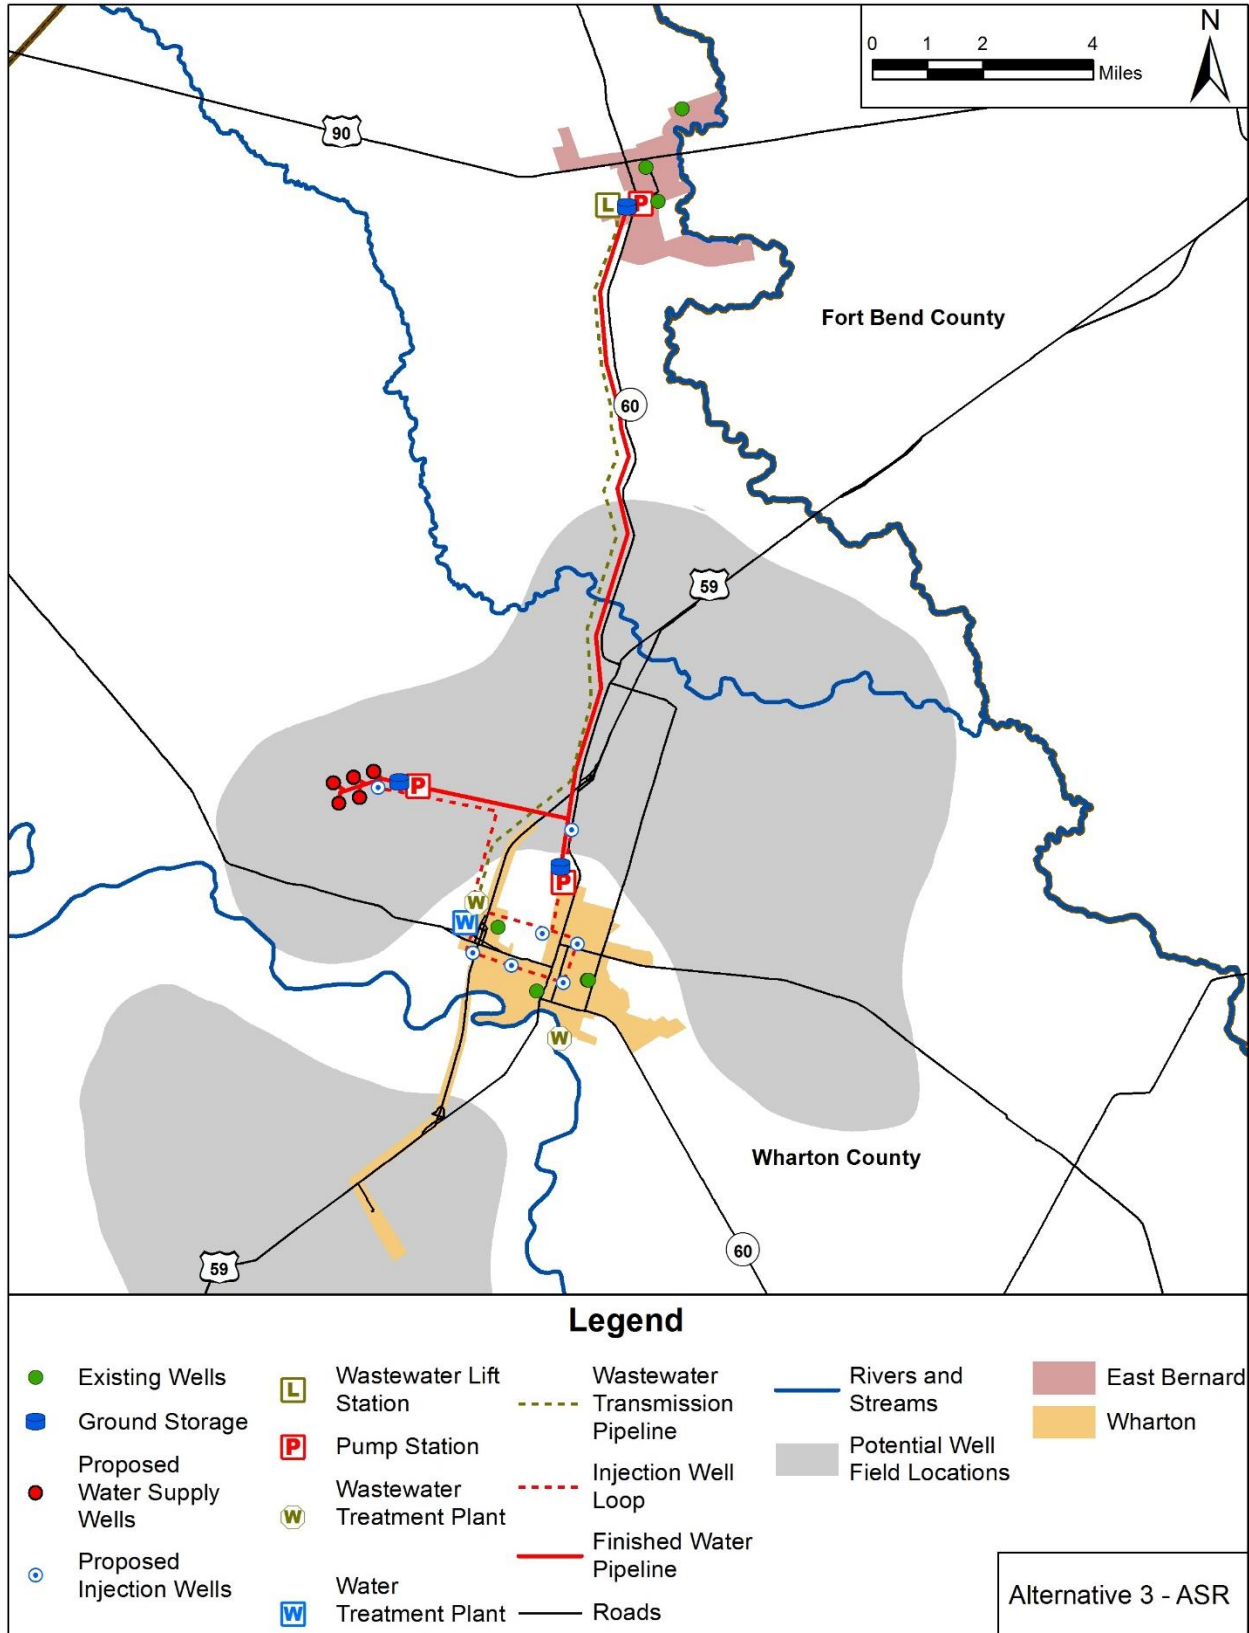 N
0 1 2 4
Miles
90
L P
Fort Bend County
60
59
P
P
W
W
W
Wharton County
60
59
Legend
Existing Wells
Ground Storage
Proposed
Water Supply
Wells
Proposed
Injection Wells
L
Wastewater Lift
Station
P
Pump Station
W
Wastewater
Treatment Plant
W
Water
Treatment Plant
Wastewater
Transmission
Pipeline
Injection Well
Loop
Finished Water
Pipeline
Roads
Rivers and
Streams
Potential Well
Field Locations
East Bernard
Wharton
Alternative 3 - ASR